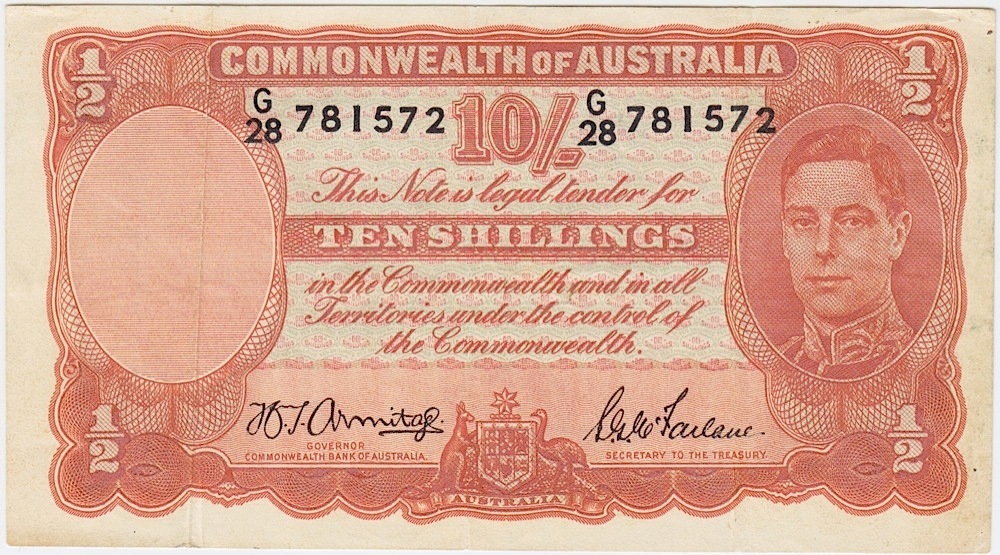 1/2
COMMONWEALTH OF AUSTRALIA
1/2
G/28 781572
10/-
G/28 781572
This Note is legal tender for
TEN SHILLINGS
in the Commonwealth and in all
Territories under the control of
the Commonwealth.
1/2
H.T. Armitage
S.G. McFarlane
1/2
GOVERNOR
COMMONWEALTH BANK OF AUSTRALIA.
SECRETARY TO THE TREASURY.
AUSTRALIA